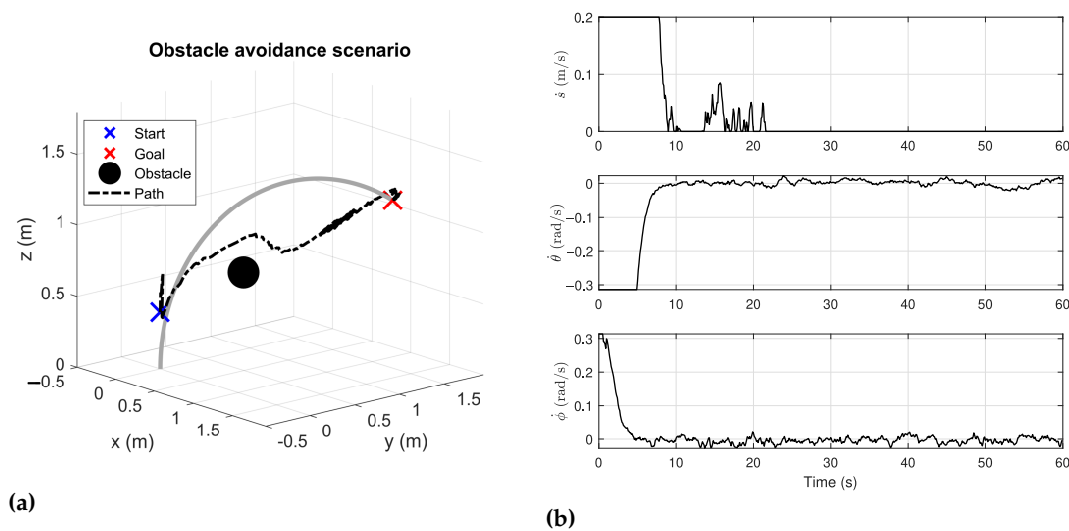 Obstacle avoidance scenario
Start
Goal
Obstacle
Path
1.5
1
0.5
0
z (m)
−0.5
0
0.5
1
1.5
x (m)
-0.5
0
0.5
1
1.5
y (m)
(a)
0.2
0.1
0
ṡ (m/s)
0 10 20 30 40 50 60
0
−0.1
−0.2
−0.3
θ̇ (rad/s)
0 10 20 30 40 50 60
0.3
0.2
0.1
0
ϕ̇ (rad/s)
0 10 20 30 40 50 60
Time (s)
(b)